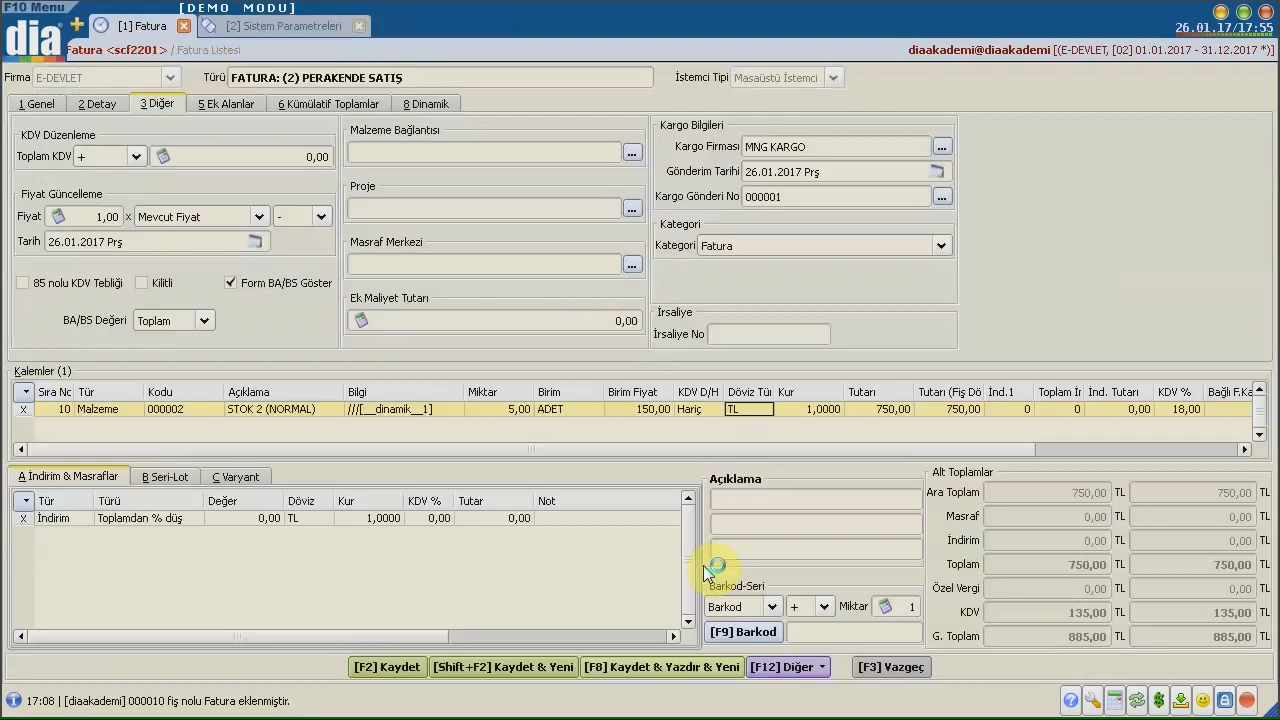 F10 Menu [DEMO MODU]
dia
[1] Fatura [2] Sistem Parametreleri
26.01.17/17:55
Fatura <scf2201> / Fatura Listesi
diaakademi@diaakademi [(E-DEVLET, [02] 01.01.2017 - 31.12.2017 *)]
Firma E-DEVLET Türü FATURA: (2) PERAKENDE SATIŞ İstemci Tipi Masaüstü İstemci
1 Genel 2 Detay 3 Diğer 5 Ek Alanlar 6 Kümülatif Toplamlar 8 Dinamik
KDV Düzenleme
Toplam KDV + 0,00
Fiyat Güncelleme
Fiyat 1,00 x Mevcut Fiyat -
Tarih 26.01.2017 Prş
85 nolu KDV Tebliği Kilitli Form BA/BS Göster
BA/BS Değeri Toplam
Malzeme Bağlantısı
...
Proje
...
Masraf Merkezi
...
Ek Maliyet Tutarı
0,00
Kargo Bilgileri
Kargo Firması MNG KARGO ...
Gönderim Tarihi 26.01.2017 Prş
Kargo Gönderi No 000001 ...
Kategori
Kategori Fatura
İrsaliye
İrsaliye No
Kalemler (1)
Sıra Nc Tür Kodu Açıklama Bilgi Miktar Birim Birim Fiyat KDV D/H Döviz Tür Kur Tutarı Tutarı (Fiş Dö İnd.1 Toplam İr İnd. Tutarı KDV % Bağlı F.Ka
X 10 Malzeme 000002 STOK 2 (NORMAL) ///[__dinamik__1] 5,00 ADET 150,00 Hariç TL 1,0000 750,00 750,00 0 0 0,00 18,00
A İndirim & Masraflar B Seri-Lot C Varyant
Tür Türü Değer Döviz Kur KDV % Tutar Not
X İndirim Toplamdan % düş 0,00 TL 1,0000 0,00 0,00
Açıklama
Barkod-Seri
Barkod + Miktar 1
[F9] Barkod
Alt Toplamlar
Ara Toplam 750,00 TL 750,00 TL
Masraf 0,00 TL 0,00 TL
İndirim 0,00 TL 0,00 TL
Toplam 750,00 TL 750,00 TL
Özel Vergi 0,00 TL 0,00 TL
KDV 135,00 TL 135,00 TL
G. Toplam 885,00 TL 885,00 TL
[F2] Kaydet [Shift+F2] Kaydet & Yeni [F8] Kaydet & Yazdır & Yeni [F12] Diğer [F3] Vazgeç
17:08 | [diaakademi] 000010 fiş nolu Fatura eklenmiştir.